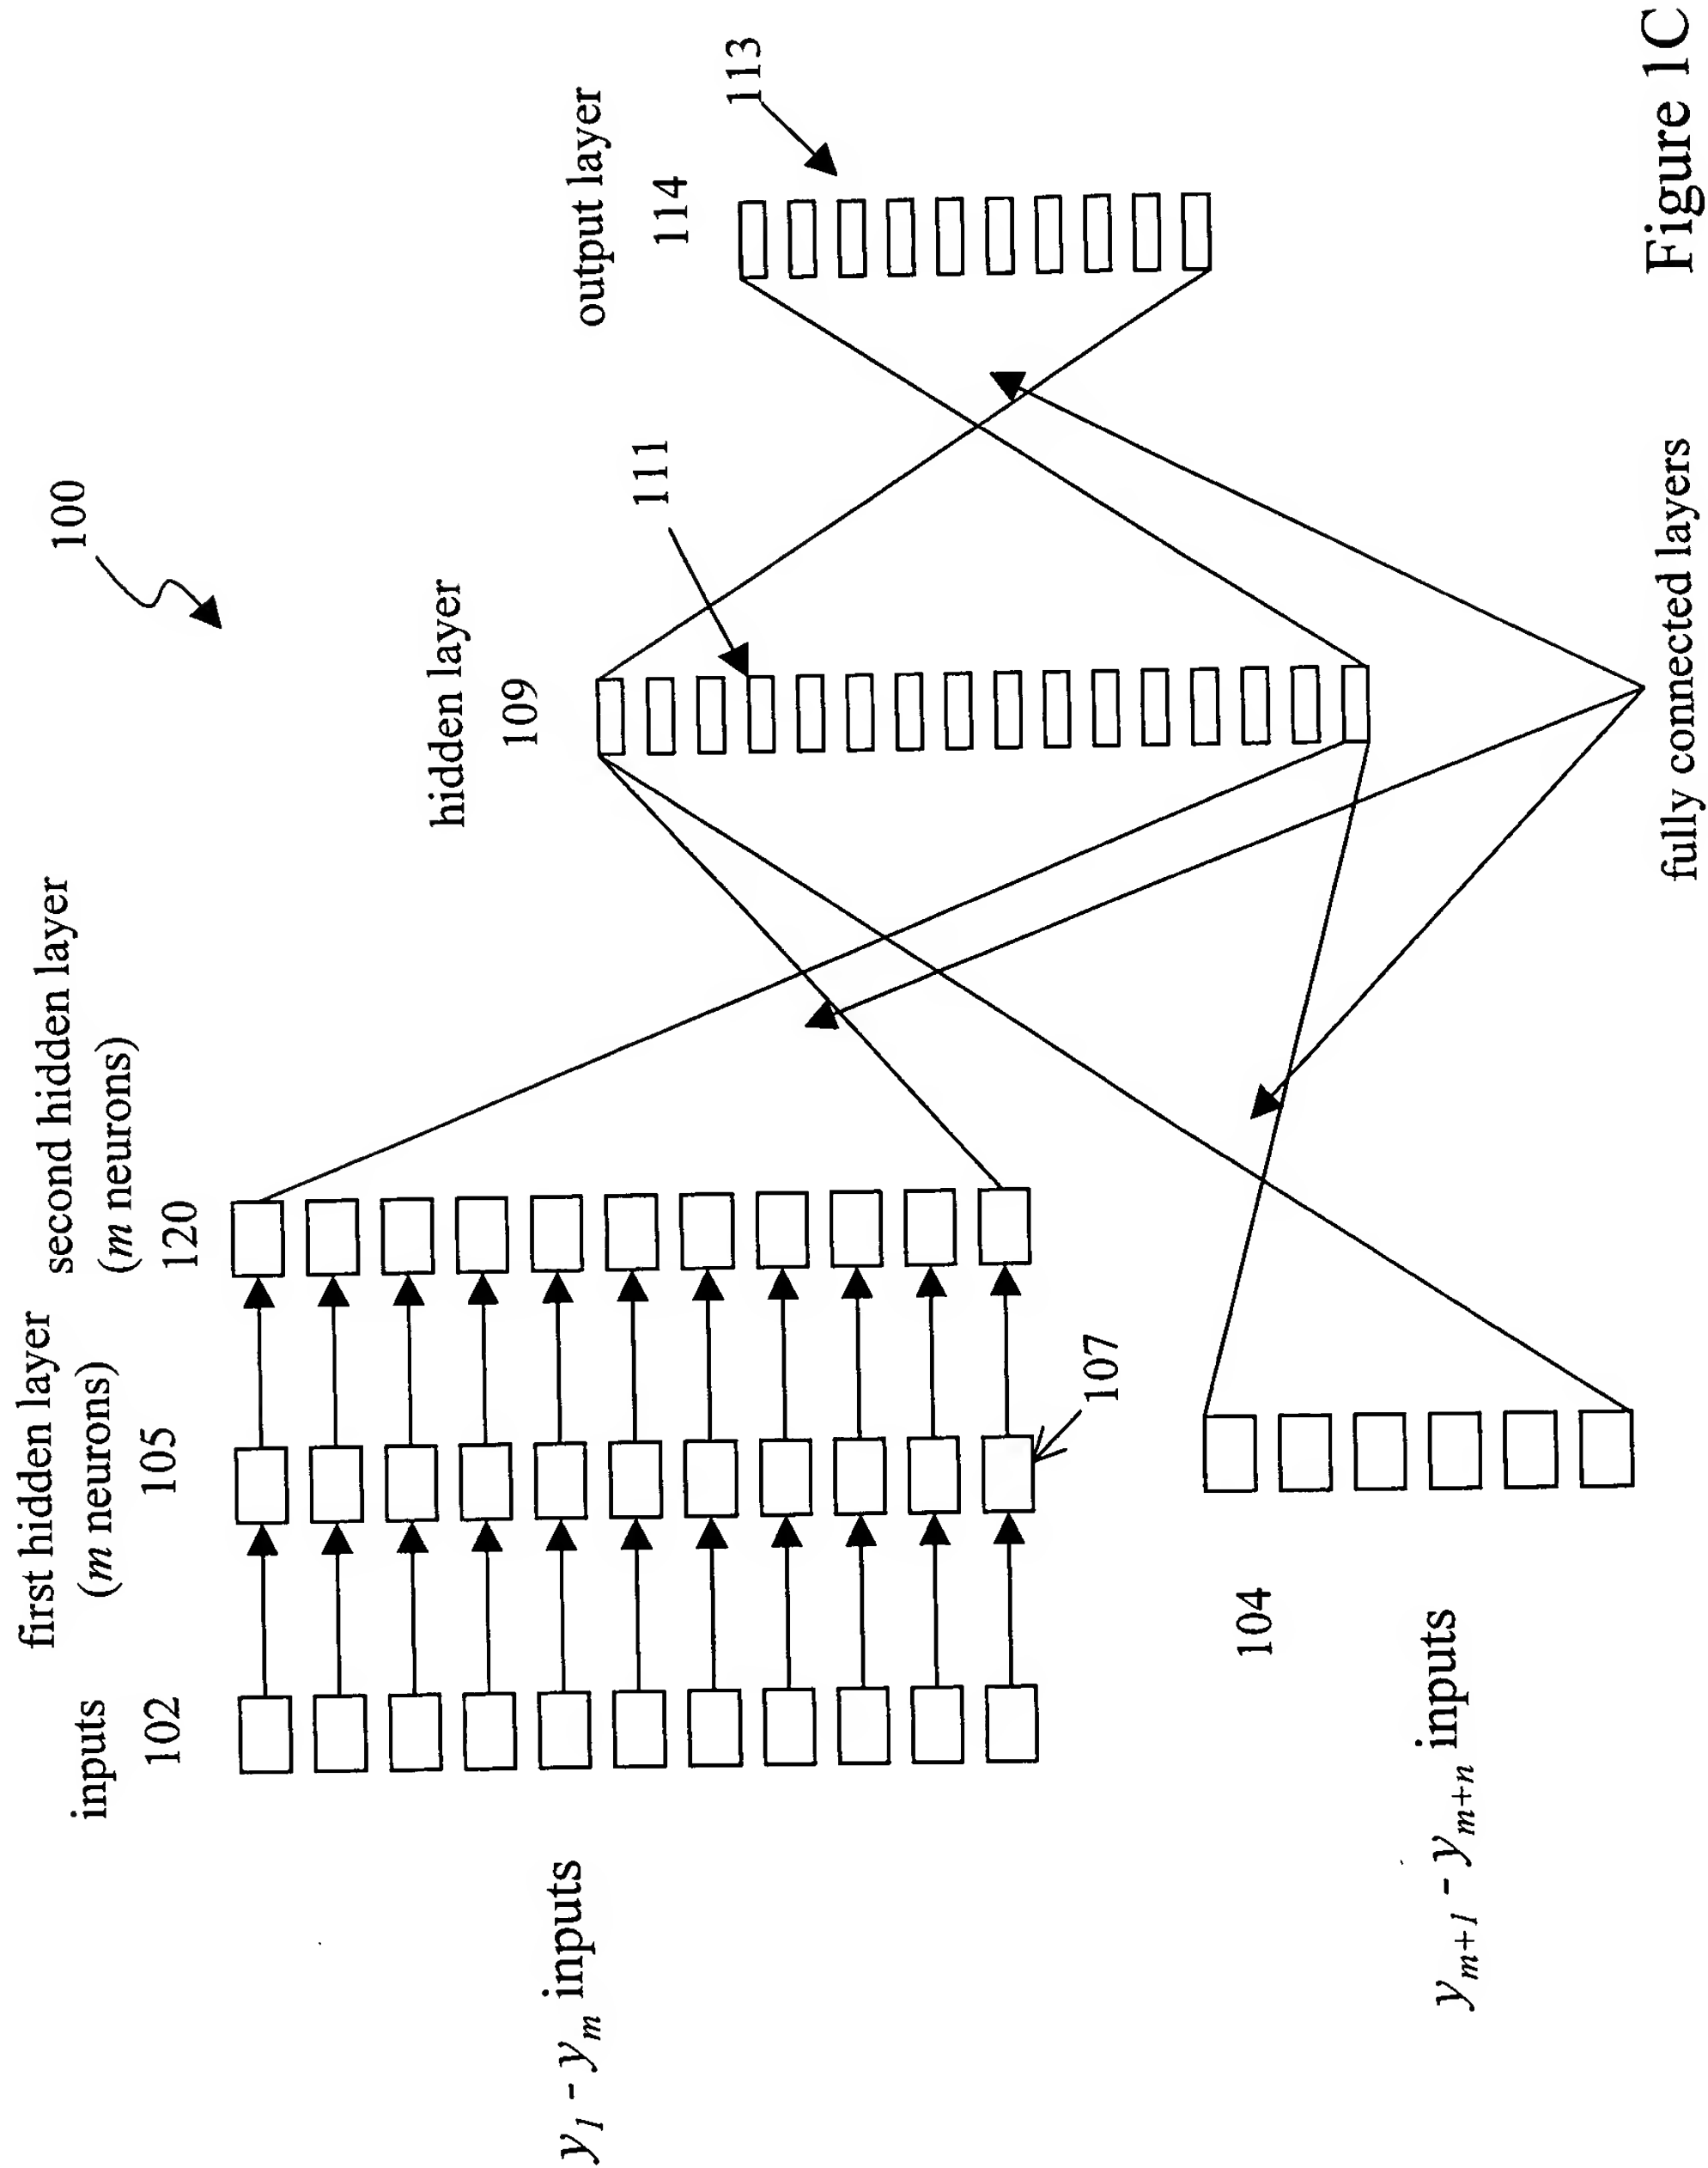 100
inputs
102
first hidden layer
(m neurons)
105
second hidden layer
(m neurons)
120
hidden layer
109
111
output layer
114
113
y1 - ym inputs
107
104
ym+1 - ym+n inputs
fully connected layers
Figure 1C